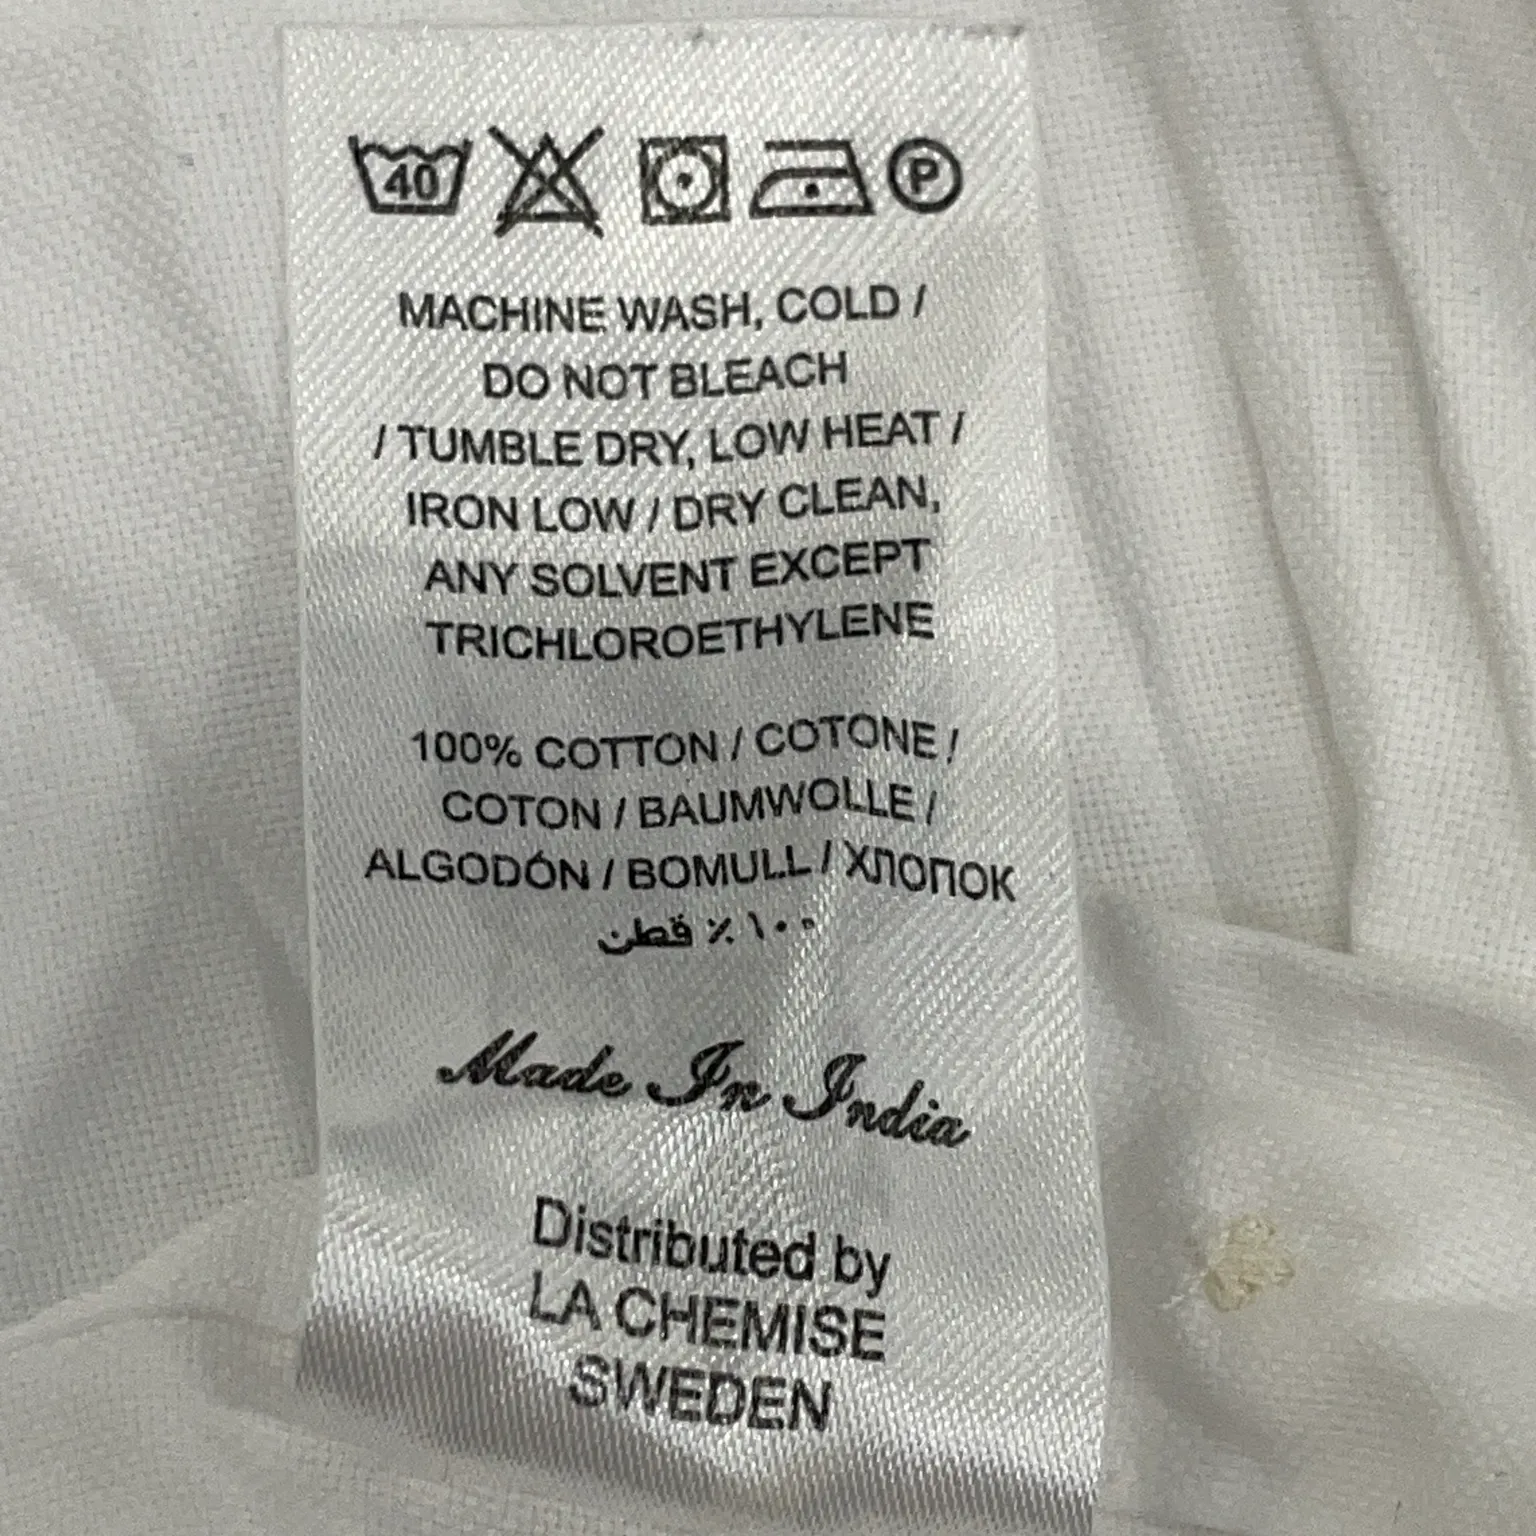 40 P
MACHINE WASH, COLD /
DO NOT BLEACH
/ TUMBLE DRY, LOW HEAT /
IRON LOW / DRY CLEAN,
ANY SOLVENT EXCEPT
TRICHLOROETHYLENE
100% COTTON / COTONE /
COTON / BAUMWOLLE /
ALGODÓN / BOMULL / ХЛОПОК
١٠٠ ٪ قطن
Made In India
Distributed by
LA CHEMISE
SWEDEN